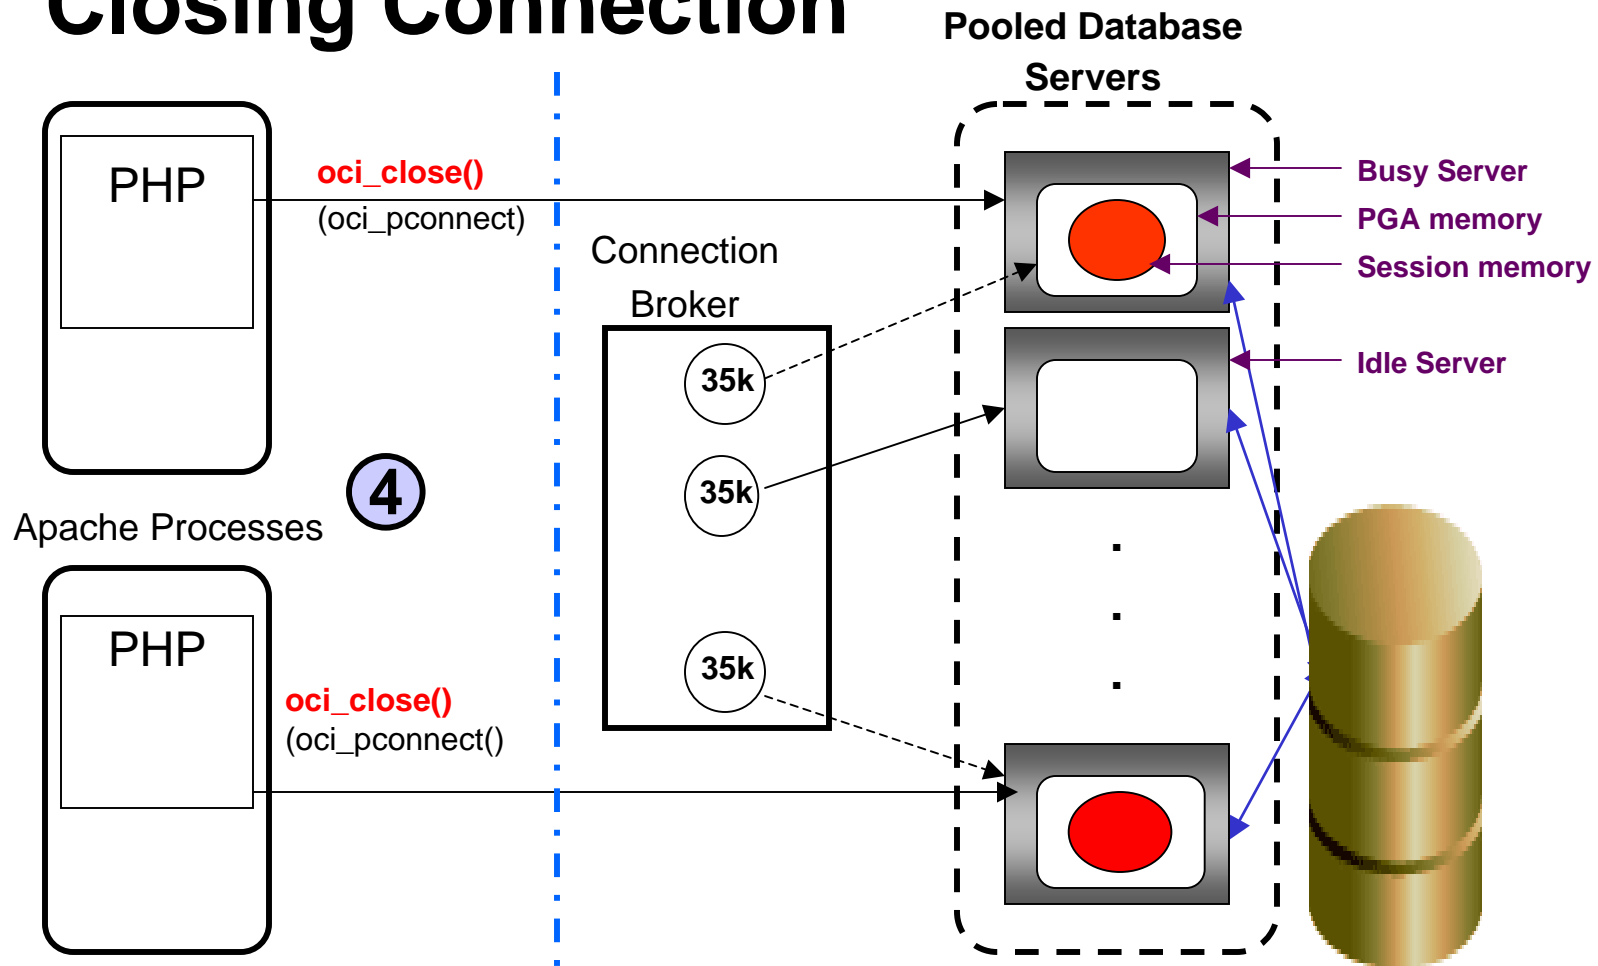 Closing Connection
Pooled Database
Servers
PHP
oci_close()
(oci_pconnect)
Connection
Broker
35k
35k
35k
Busy Server
PGA memory
Session memory
Idle Server
4
Apache Processes
PHP
oci_close()
(oci_pconnect()
.
.
.